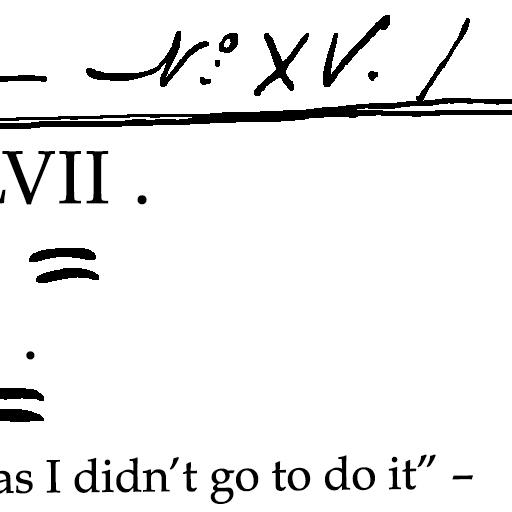 — N:o XV. /
LVII .
.
as I didn’t go to do it” –